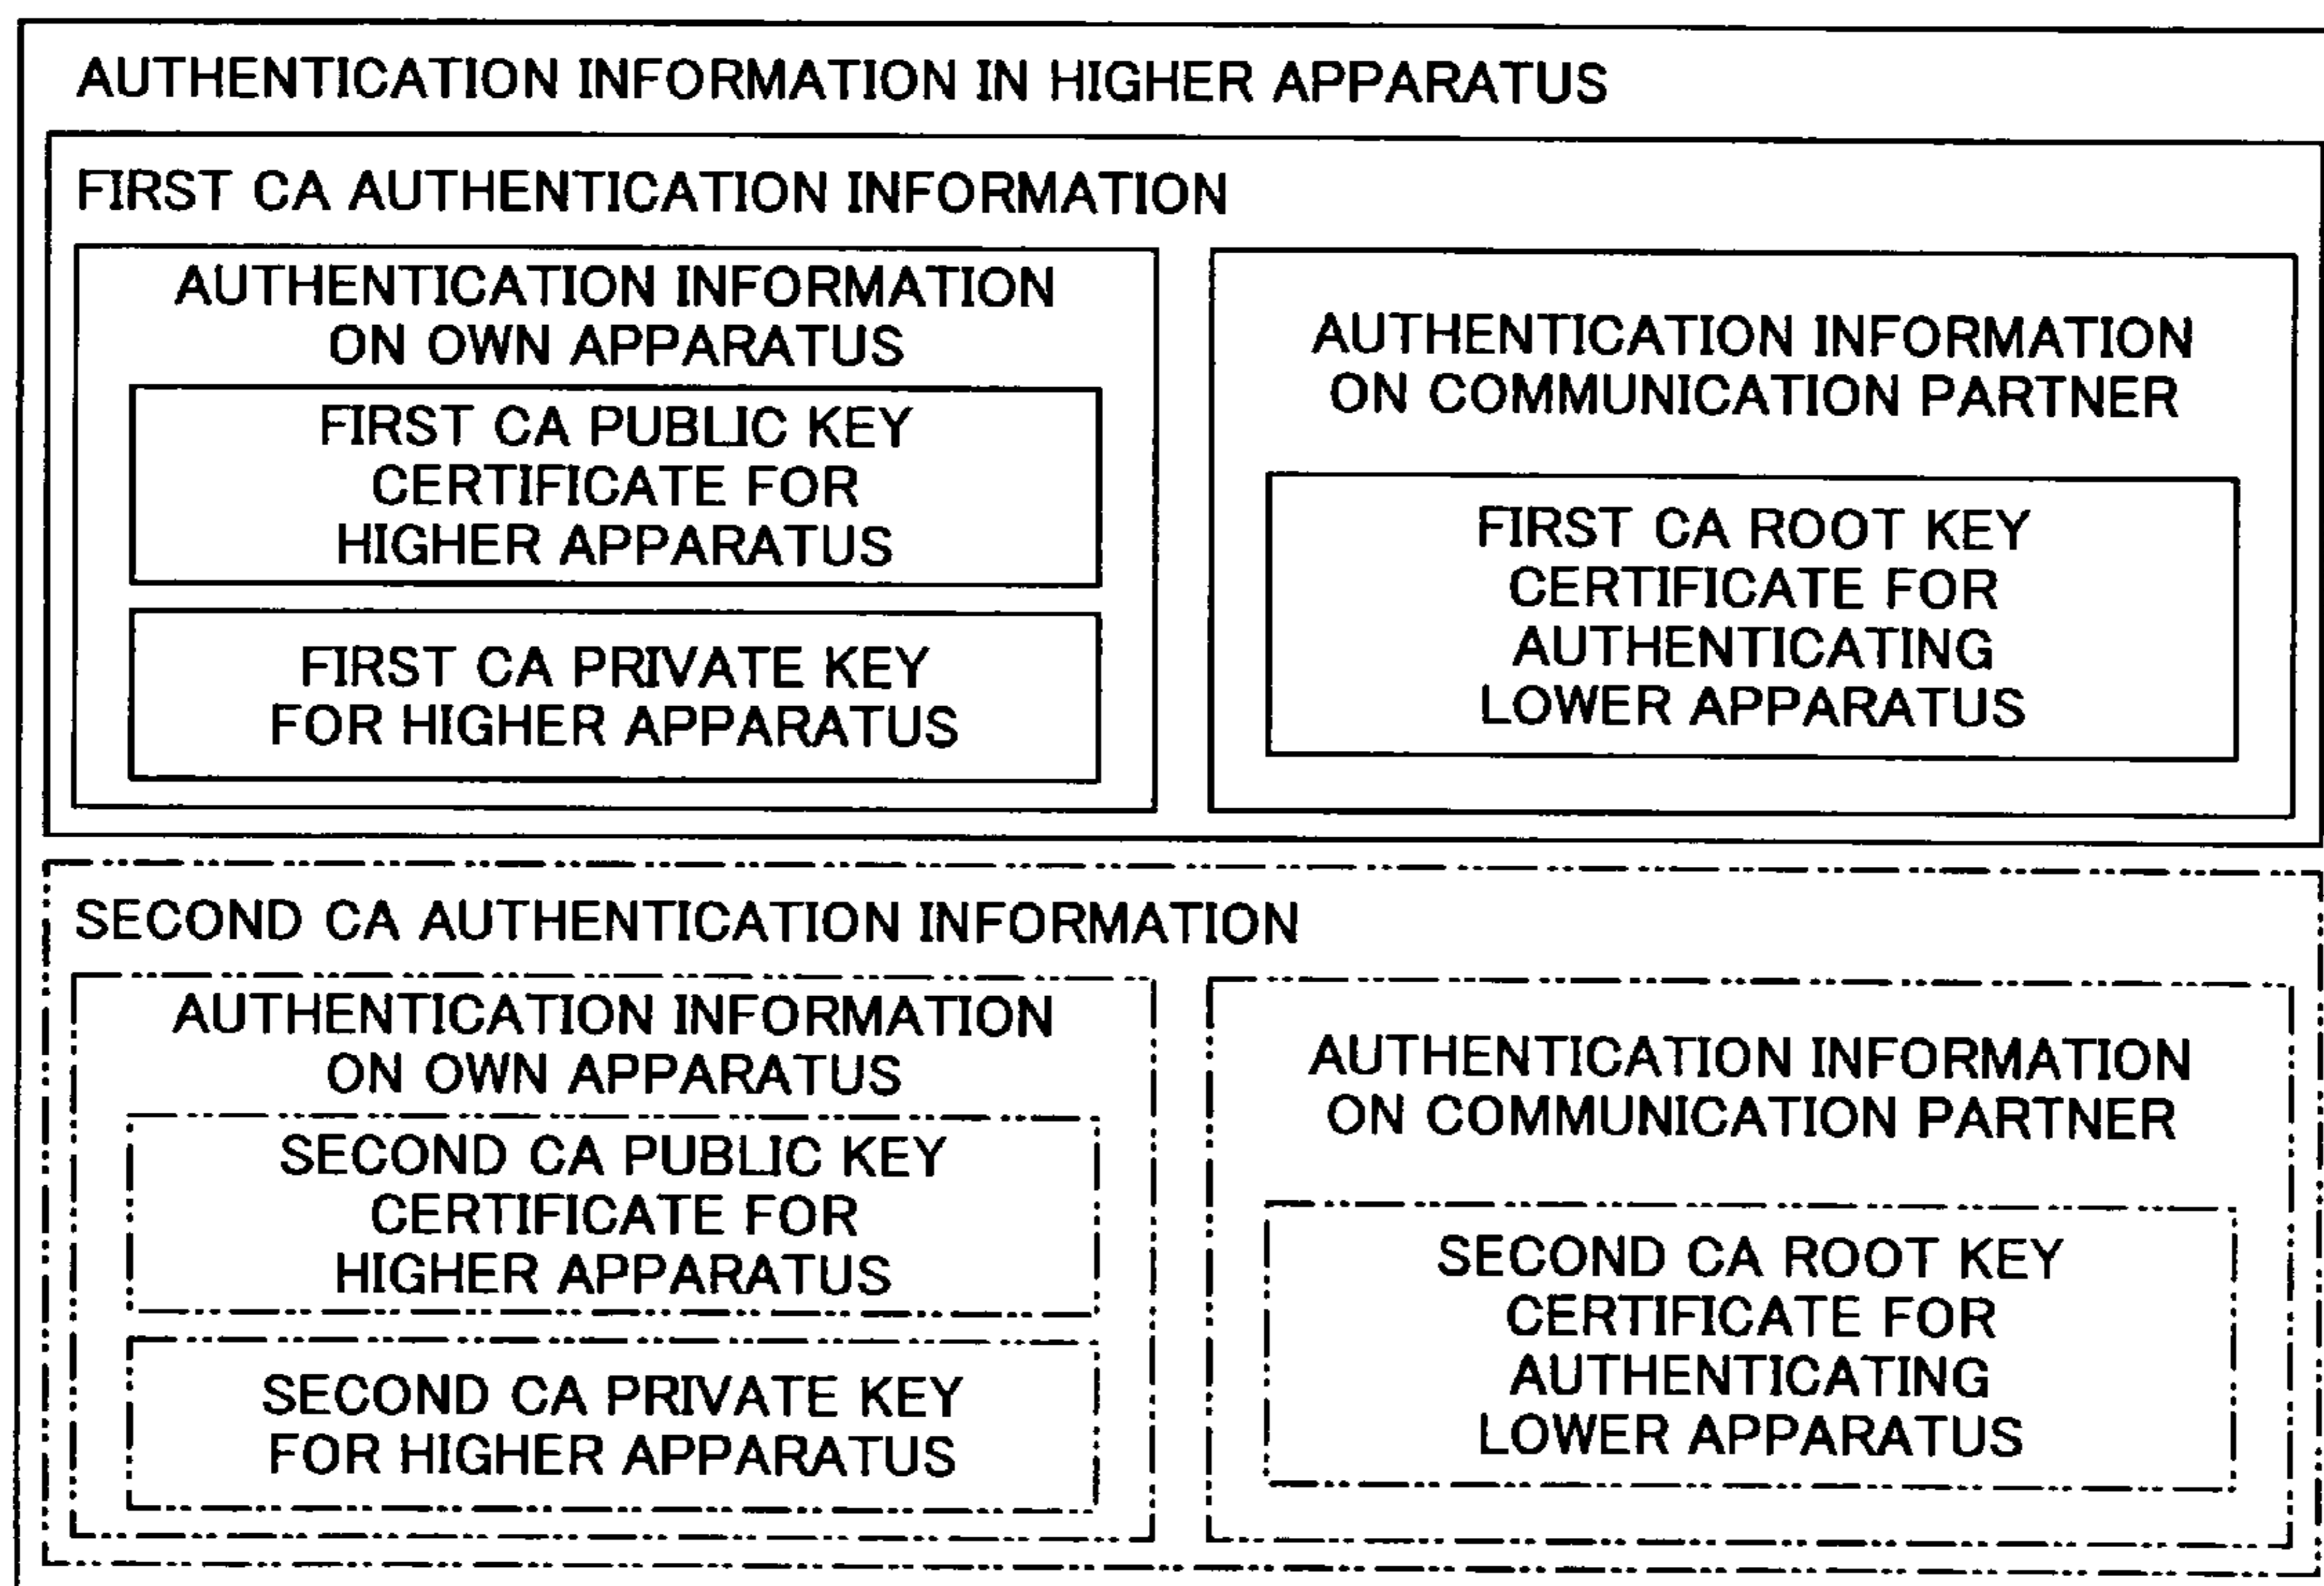 AUTHENTICATION INFORMATION IN HIGHER APPARATUS
FIRST CA AUTHENTICATION INFORMATION
AUTHENTICATION INFORMATION
ON OWN APPARATUS
FIRST CA PUBLIC KEY
CERTIFICATE FOR
HIGHER APPARATUS
FIRST CA PRIVATE KEY
FOR HIGHER APPARATUS
AUTHENTICATION INFORMATION
ON COMMUNICATION PARTNER
FIRST CA ROOT KEY
CERTIFICATE FOR
AUTHENTICATING
LOWER APPARATUS
SECOND CA AUTHENTICATION INFORMATION
AUTHENTICATION INFORMATION
ON OWN APPARATUS
SECOND CA PUBLIC KEY
CERTIFICATE FOR
HIGHER APPARATUS
SECOND CA PRIVATE KEY
FOR HIGHER APPARATUS
AUTHENTICATION INFORMATION
ON COMMUNICATION PARTNER
SECOND CA ROOT KEY
CERTIFICATE FOR
AUTHENTICATING
LOWER APPARATUS